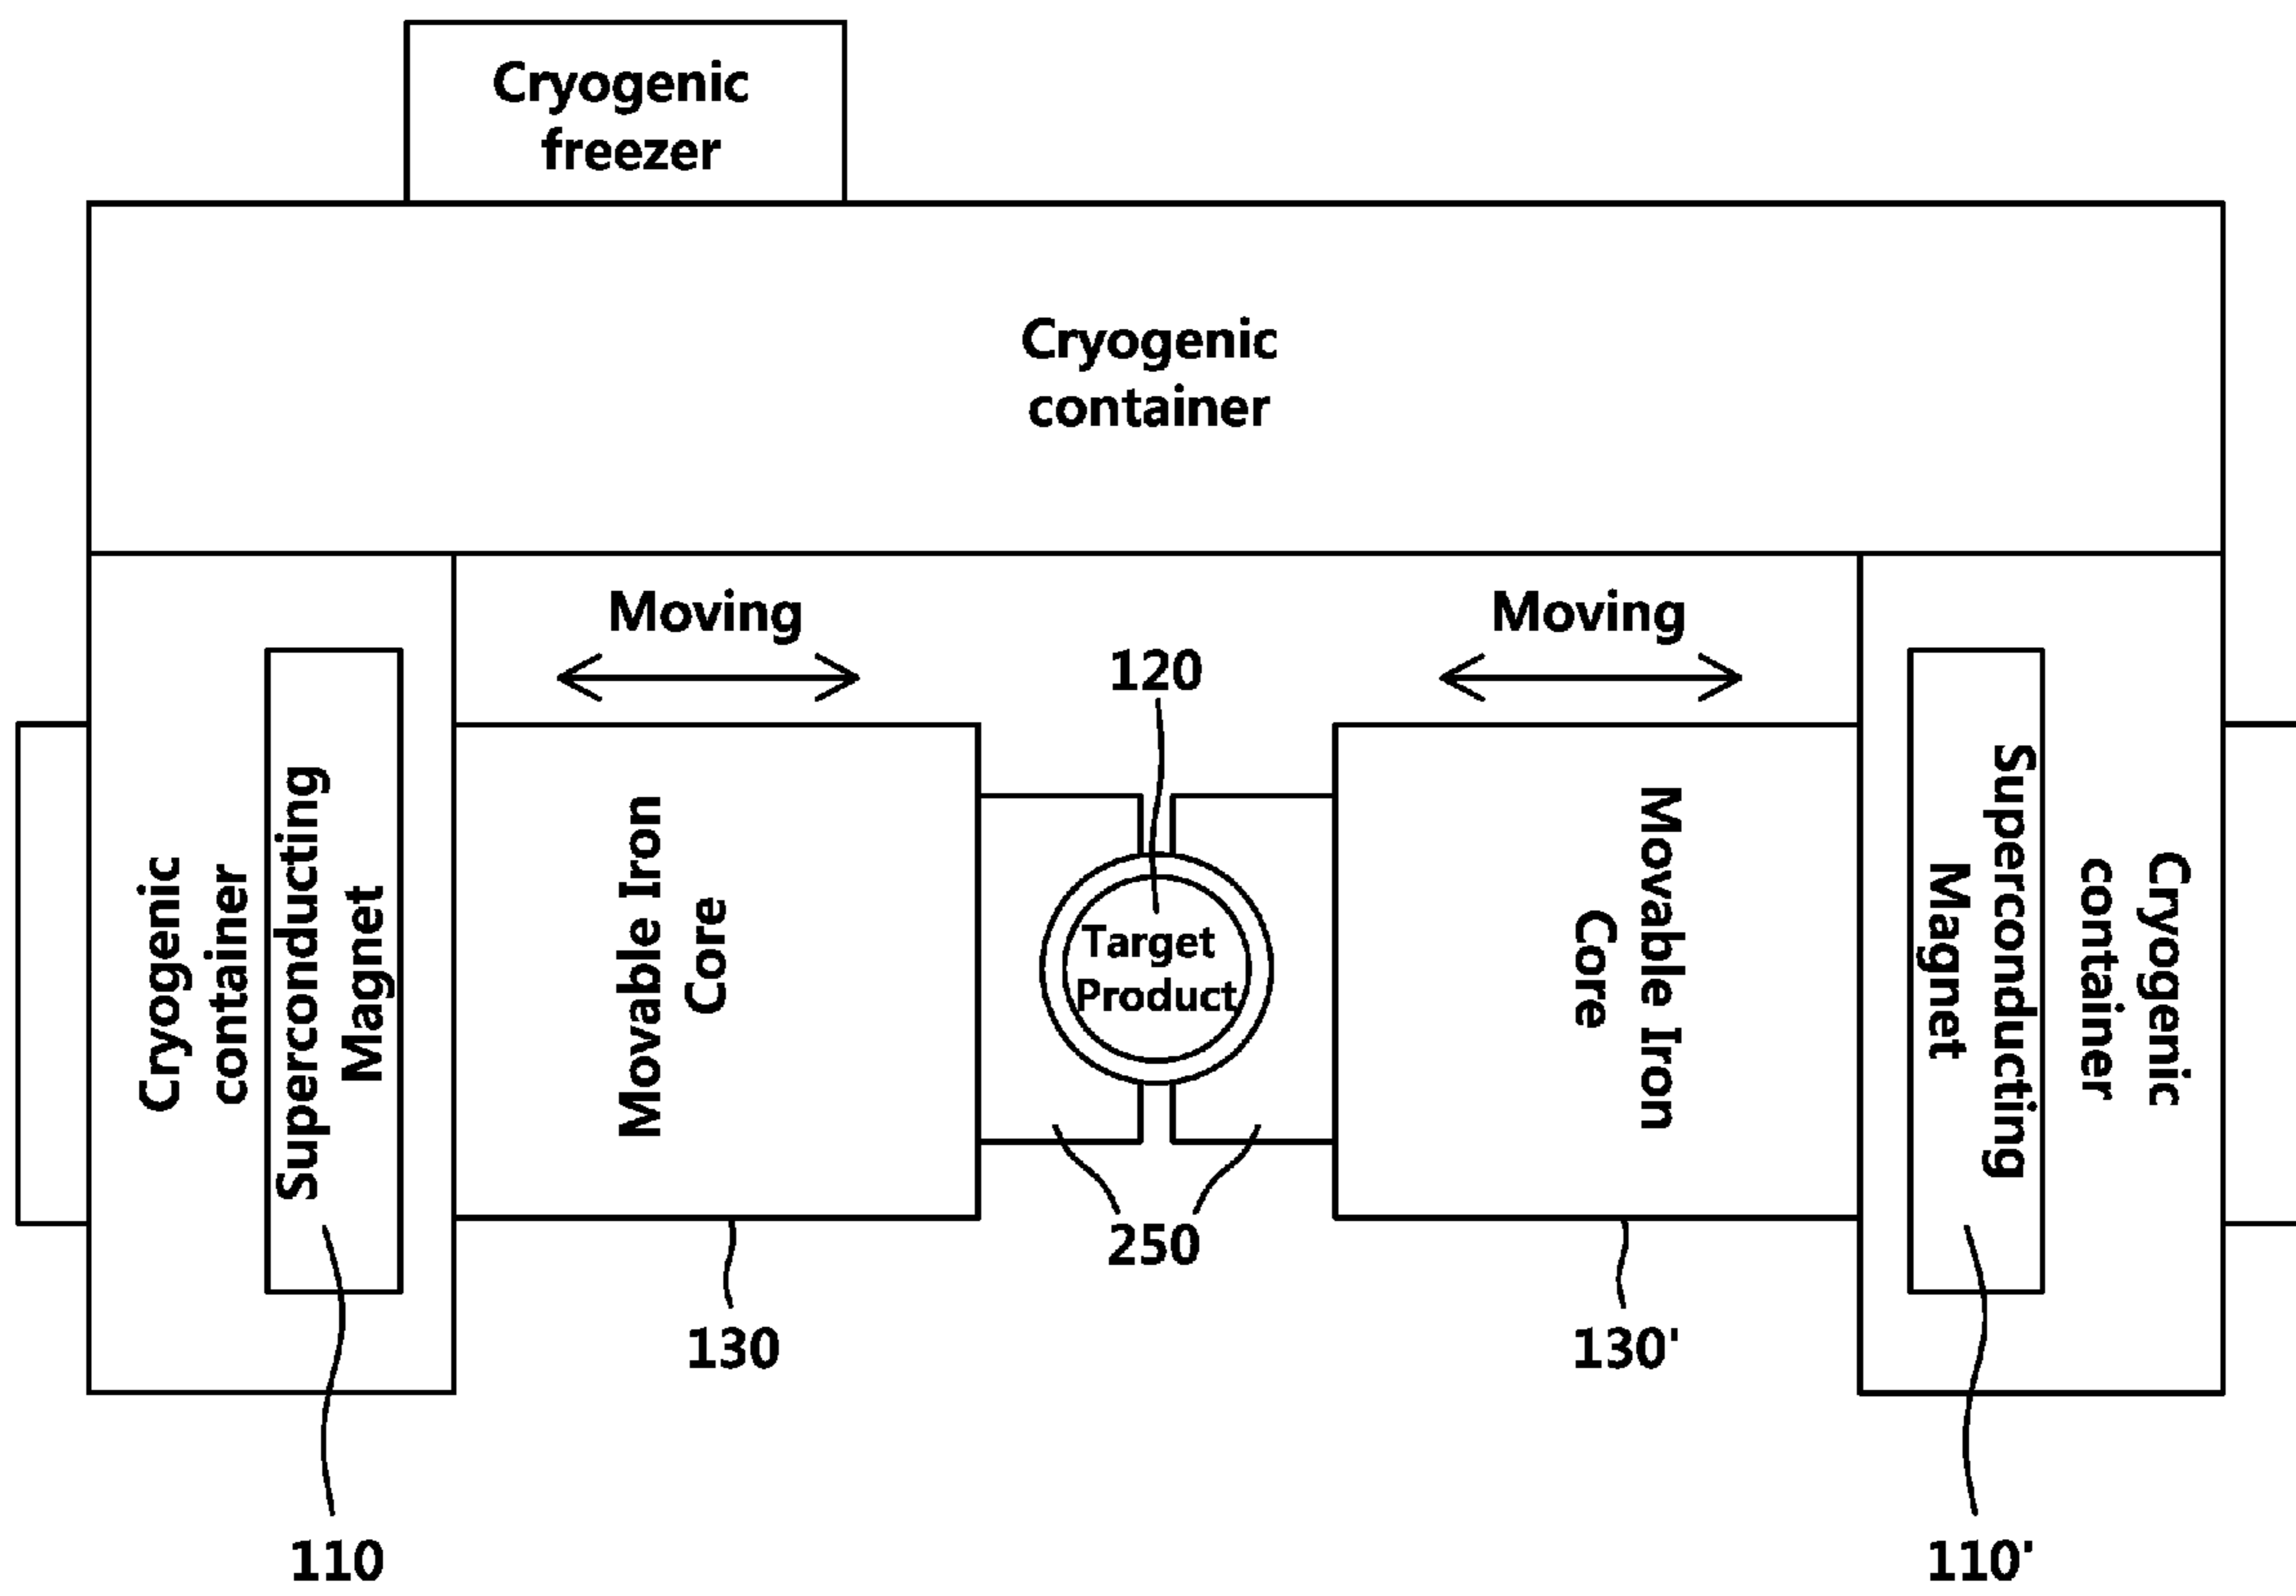 Cryogenic
freezer
Cryogenic
container
Moving
Moving
120
Cryogenic
container
Superconducting
Magnet
Movable Iron
Core
Target
Product
Movable Iron
Core
Superconducting
Magnet
Cryogenic
container
250
130
130'
110
110'